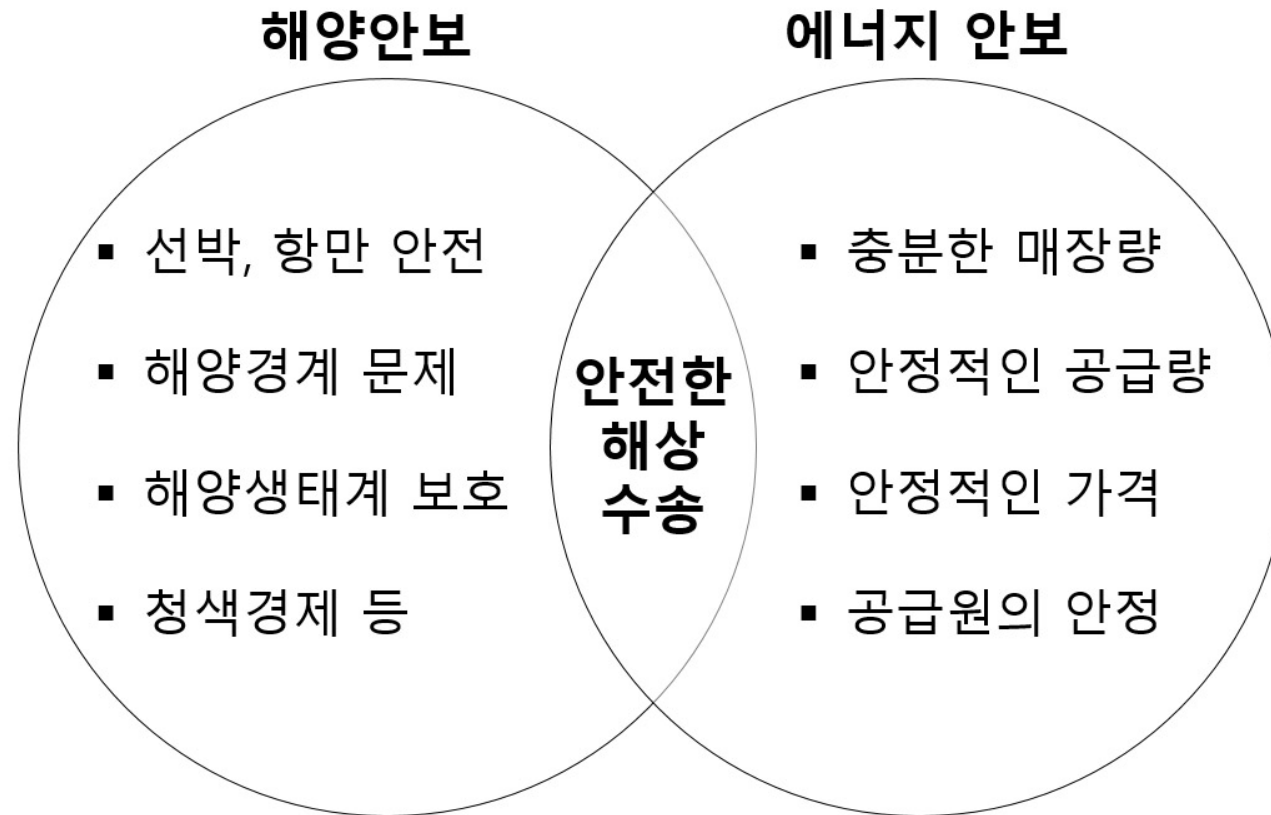 해양안보
에너지 안보
▪ 선박, 항만 안전
▪ 해양경계 문제
▪ 해양생태계 보호
▪ 청색경제 등
안전한
해상
수송
▪ 충분한 매장량
▪ 안정적인 공급량
▪ 안정적인 가격
▪ 공급원의 안정